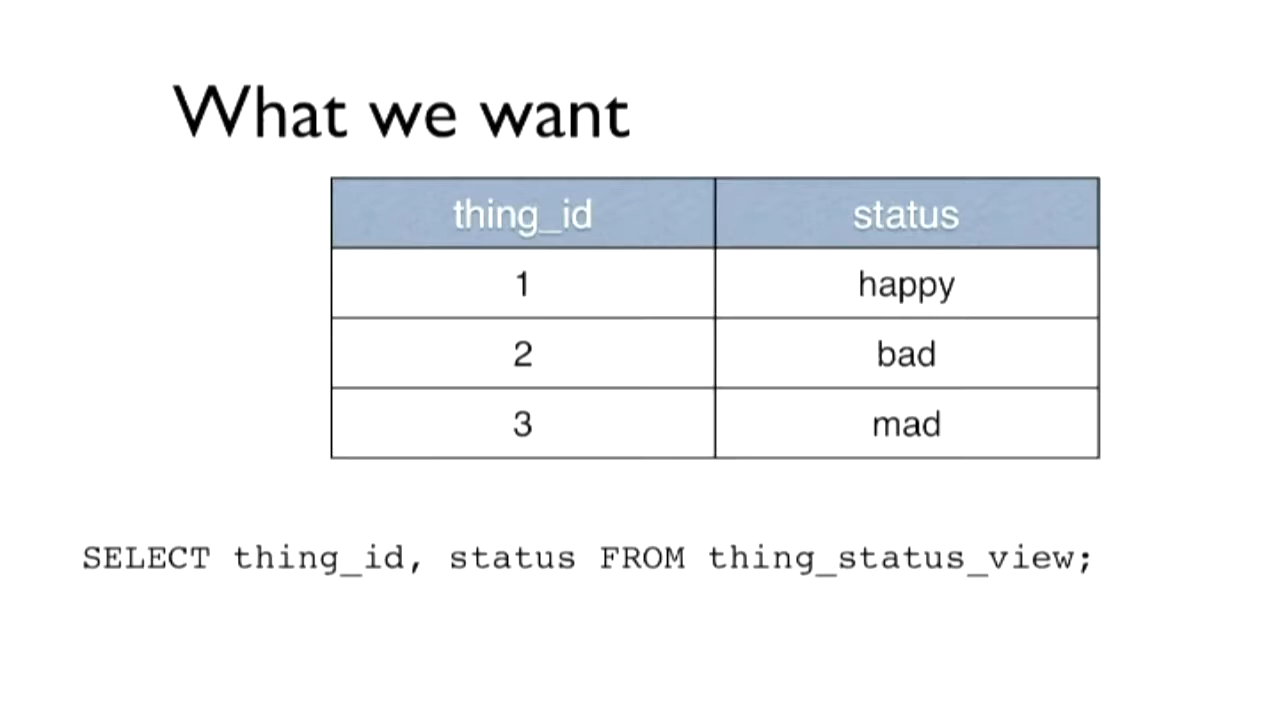 What we want
thing_id status
1 happy
2 bad
3 mad
SELECT thing_id, status FROM thing_status_view;